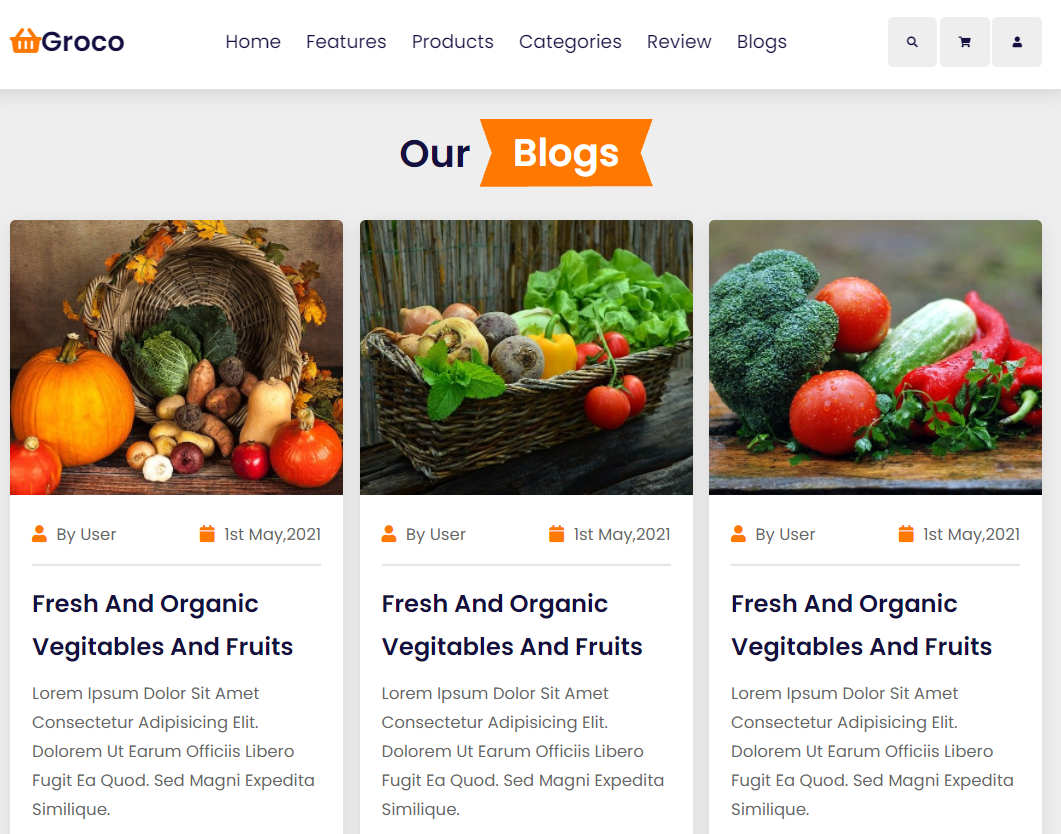 Groco Home Features Products Categories Review Blogs
Our Blogs
By User 1st May,2021
Fresh And Organic
Vegitables And Fruits
Lorem Ipsum Dolor Sit Amet
Consectetur Adipisicing Elit.
Dolorem Ut Earum Officiis Libero
Fugit Ea Quod. Sed Magni Expedita
Similique.
By User 1st May,2021
Fresh And Organic
Vegitables And Fruits
Lorem Ipsum Dolor Sit Amet
Consectetur Adipisicing Elit.
Dolorem Ut Earum Officiis Libero
Fugit Ea Quod. Sed Magni Expedita
Similique.
By User 1st May,2021
Fresh And Organic
Vegitables And Fruits
Lorem Ipsum Dolor Sit Amet
Consectetur Adipisicing Elit.
Dolorem Ut Earum Officiis Libero
Fugit Ea Quod. Sed Magni Expedita
Similique.